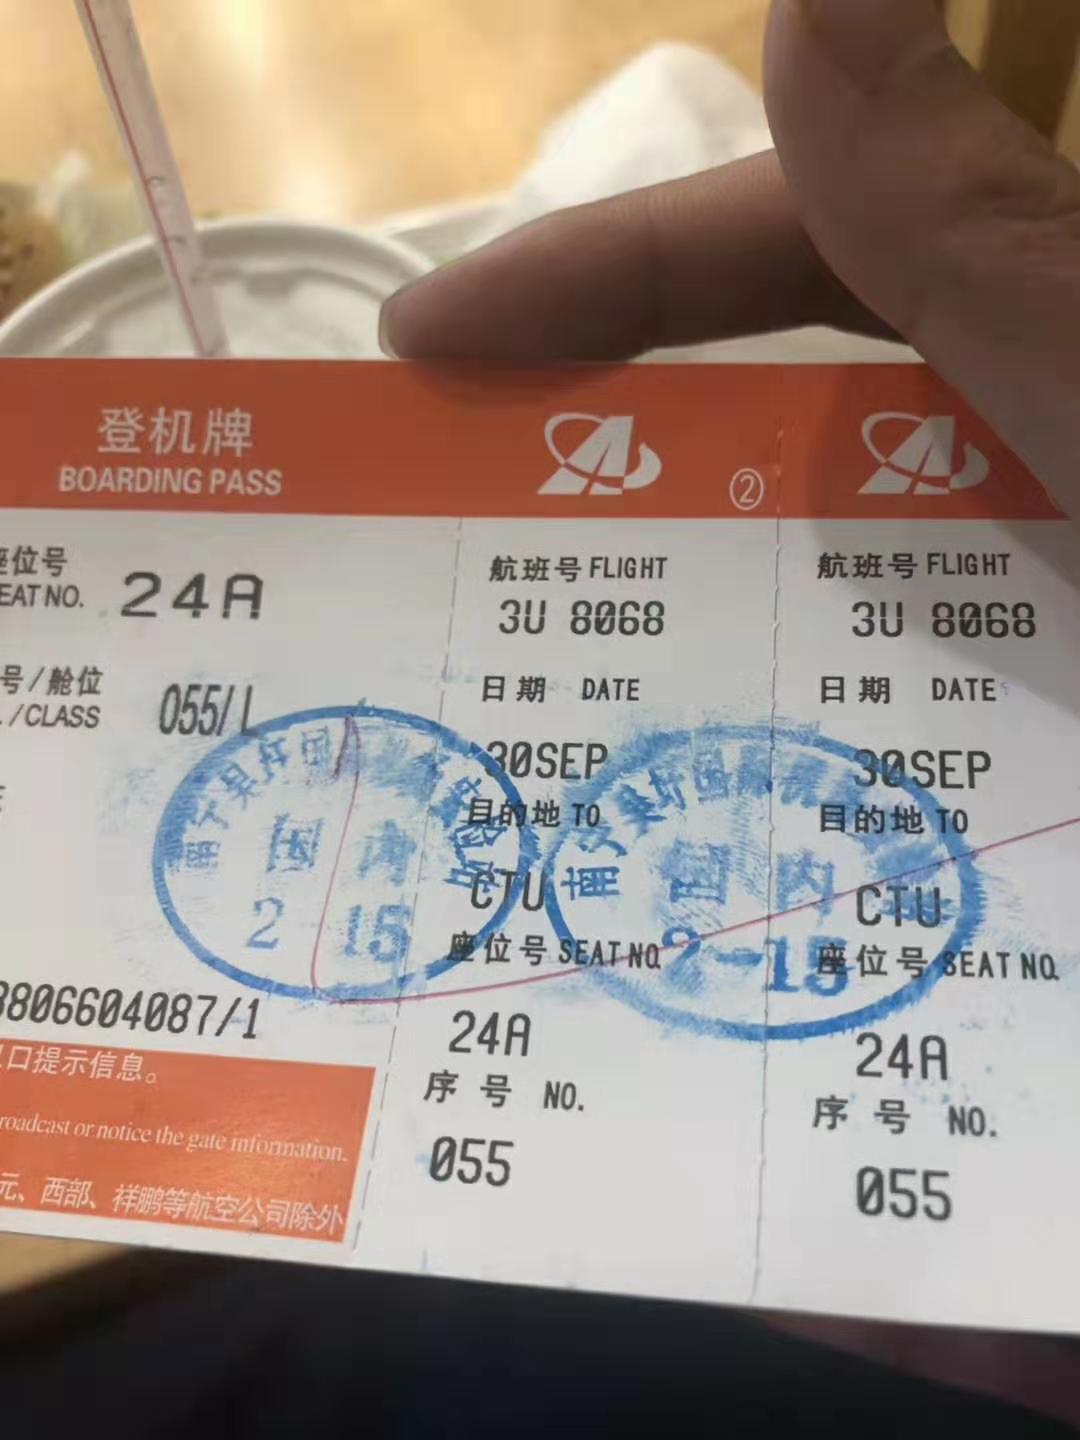 登机牌
BOARDING PASS
②
座位号
SEAT NO.
24A
号/舱位
/CLASS
055/L
8806604087/1
口提示信息。
roadcast or notice the gate information.
元、西部、祥鹏等航空公司除外
航班号 FLIGHT
3U 8068
日期 DATE
30SEP
目的地 TO
CTU
座位号 SEAT NO.
24A
序号 NO.
055
航班号 FLIGHT
3U 8068
日期 DATE
30SEP
目的地 TO
CTU
座位号 SEAT NO.
24A
序号 NO.
055
国内
2 15
国内
2-15